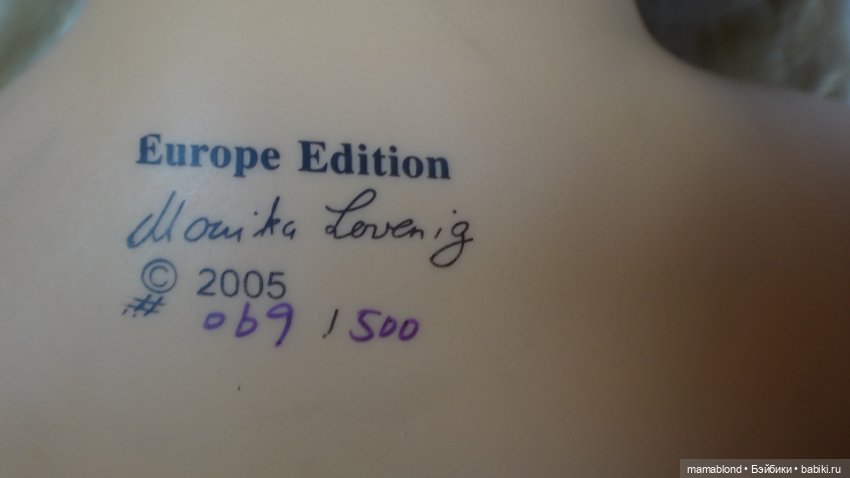 Europe Edition
Monika Levenig
© 2005
# 069 / 500
mamablond • Бэйбики • babiki.ru